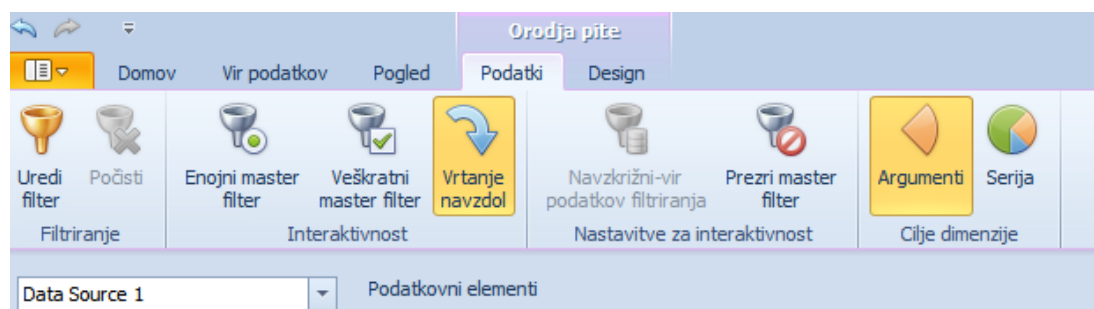 Orodja pite
Domov Vir podatkov Pogled Podatki Design
Uredi filter
Počisti
Enojni master filter
Veškratni master filter
Vrtanje navzdol
Navzkrižni-vir podatkov filtriranja
Prezri master filter
Argumenti
Serija
Filtriranje Interaktivnost Nastavitve za interaktivnost Cilje dimenzije
Data Source 1 Podatkovni elementi